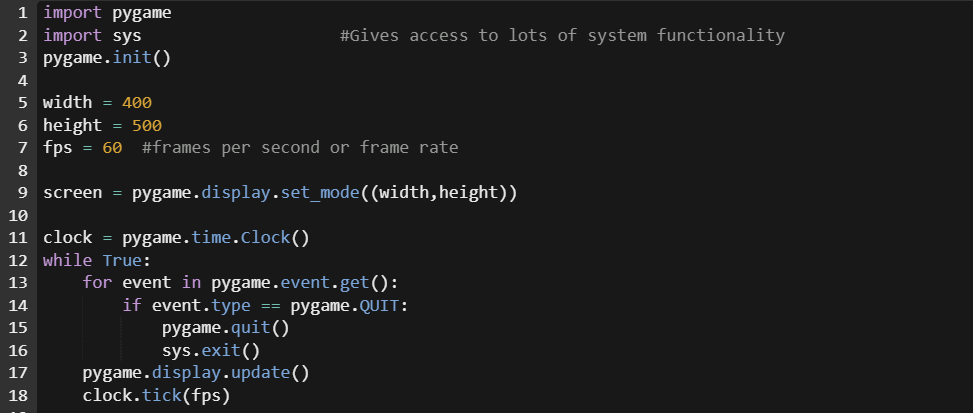 1 import pygame
2 import sys                    #Gives access to lots of system functionality
3 pygame.init()
4
5 width = 400
6 height = 500
7 fps = 60  #frames per second or frame rate
8
9 screen = pygame.display.set_mode((width,height))
10
11 clock = pygame.time.Clock()
12 while True:
13     for event in pygame.event.get():
14         if event.type == pygame.QUIT:
15             pygame.quit()
16             sys.exit()
17     pygame.display.update()
18     clock.tick(fps)